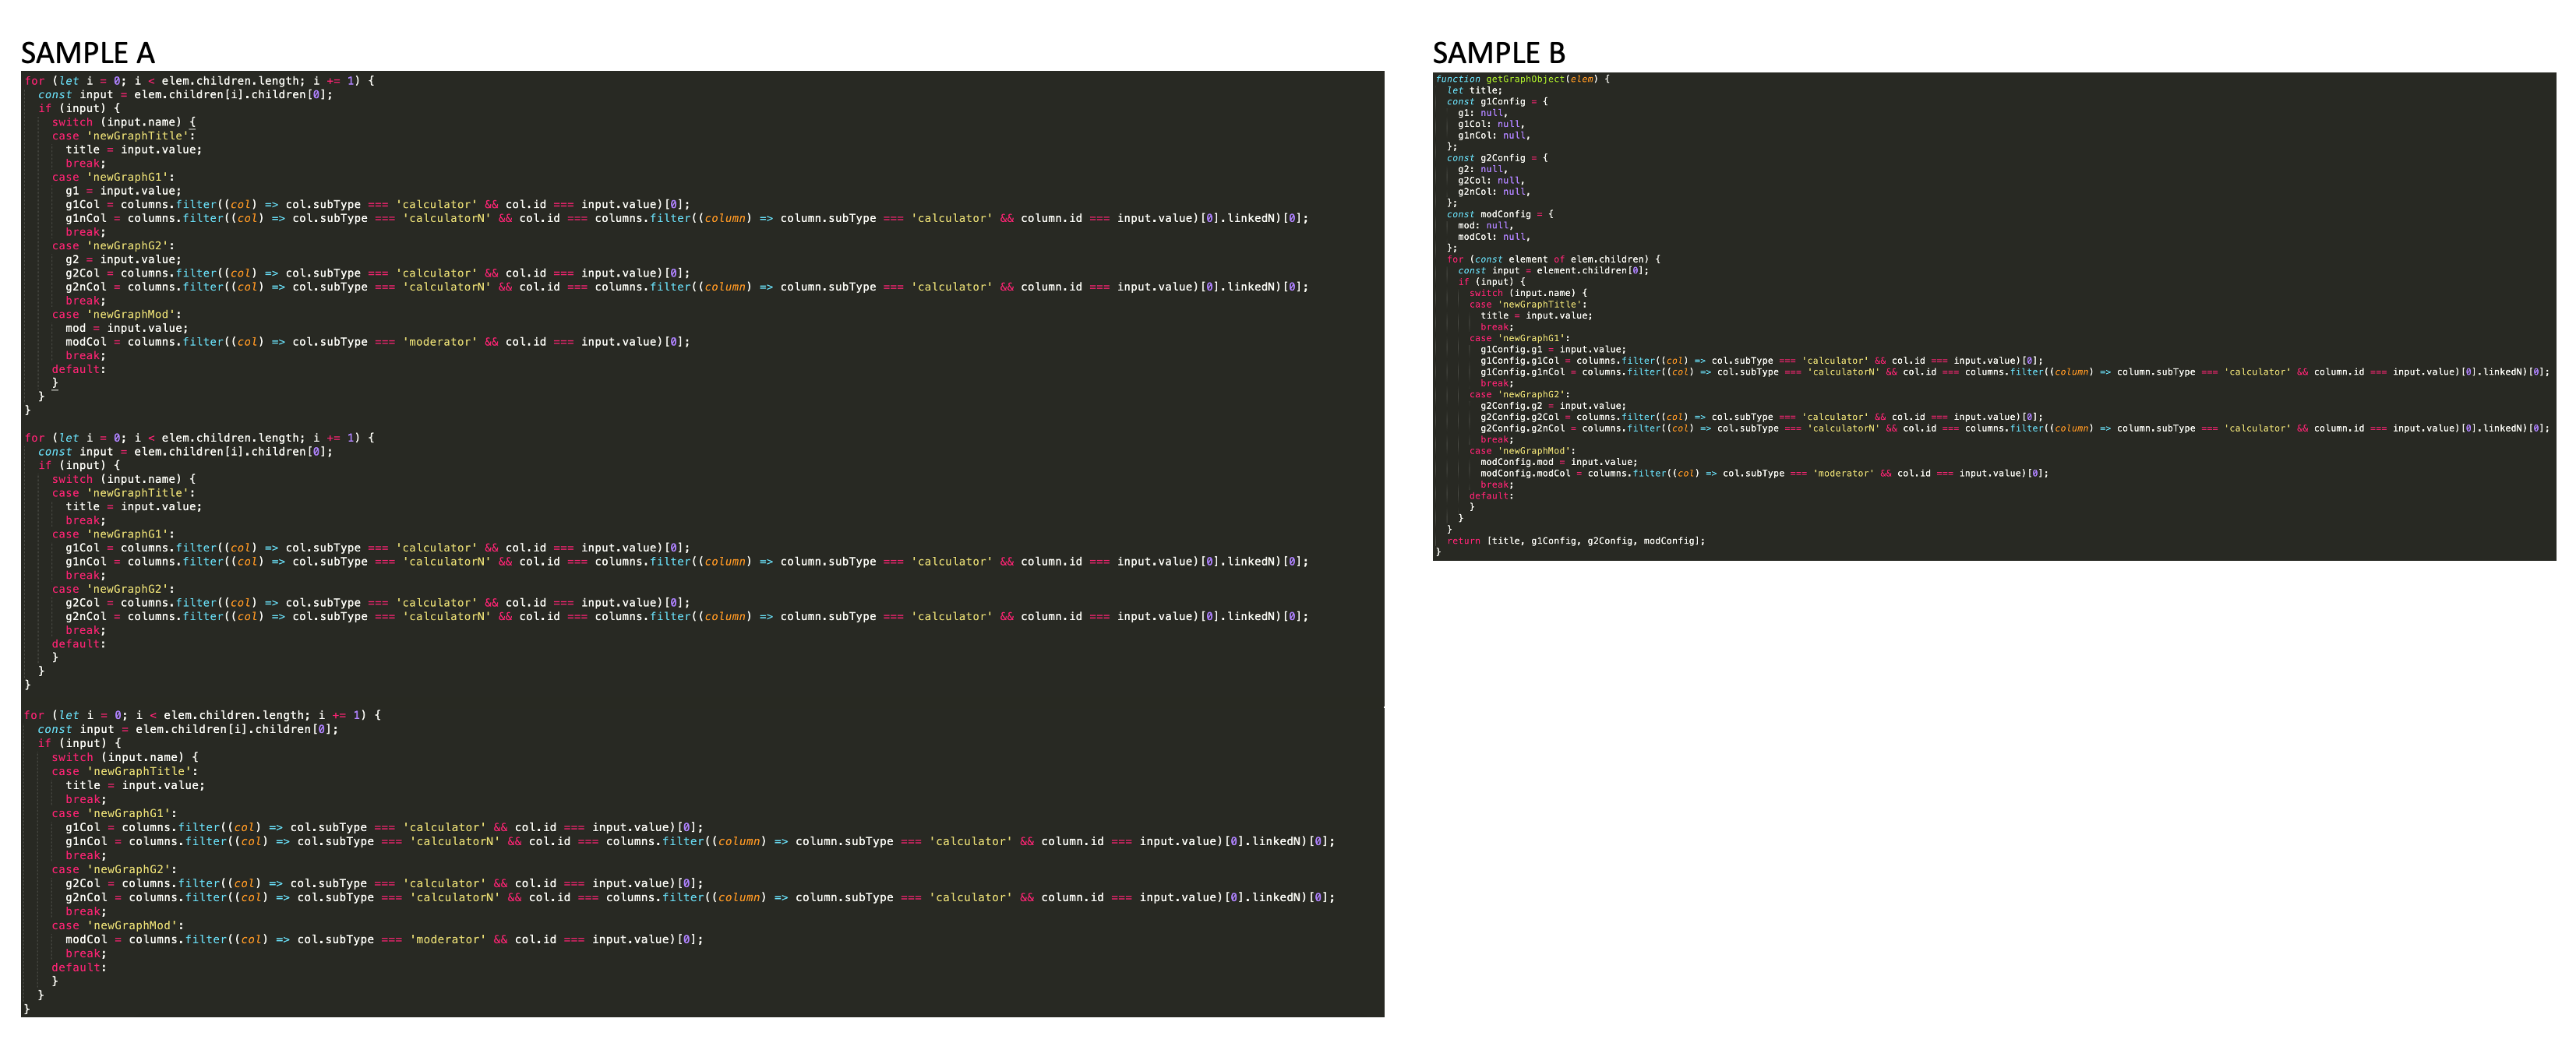 SAMPLE A
for (let i = 0; i < elem.children.length; i += 1) {
  const input = elem.children[i].children[0];
  if (input) {
    switch (input.name) {
    case 'newGraphTitle':
      title = input.value;
      break;
    case 'newGraphG1':
      g1 = input.value;
      g1Col = columns.filter((col) => col.subType === 'calculator' && col.id === input.value)[0];
      g1nCol = columns.filter((col) => col.subType === 'calculatorN' && col.id === columns.filter((column) => column.subType === 'calculator' && column.id === input.value)[0].linkedN)[0];
      break;
    case 'newGraphG2':
      g2 = input.value;
      g2Col = columns.filter((col) => col.subType === 'calculator' && col.id === input.value)[0];
      g2nCol = columns.filter((col) => col.subType === 'calculatorN' && col.id === columns.filter((column) => column.subType === 'calculator' && column.id === input.value)[0].linkedN)[0];
      break;
    case 'newGraphMod':
      mod = input.value;
      modCol = columns.filter((col) => col.subType === 'moderator' && col.id === input.value)[0];
      break;
    default:
    }
  }
}
for (let i = 0; i < elem.children.length; i += 1) {
  const input = elem.children[i].children[0];
  if (input) {
    switch (input.name) {
    case 'newGraphTitle':
      title = input.value;
      break;
    case 'newGraphG1':
      g1Col = columns.filter((col) => col.subType === 'calculator' && col.id === input.value)[0];
      g1nCol = columns.filter((col) => col.subType === 'calculatorN' && col.id === columns.filter((column) => column.subType === 'calculator' && column.id === input.value)[0].linkedN)[0];
      break;
    case 'newGraphG2':
      g2Col = columns.filter((col) => col.subType === 'calculator' && col.id === input.value)[0];
      g2nCol = columns.filter((col) => col.subType === 'calculatorN' && col.id === columns.filter((column) => column.subType === 'calculator' && column.id === input.value)[0].linkedN)[0];
      break;
    default:
    }
  }
}
for (let i = 0; i < elem.children.length; i += 1) {
  const input = elem.children[i].children[0];
  if (input) {
    switch (input.name) {
    case 'newGraphTitle':
      title = input.value;
      break;
    case 'newGraphG1':
      g1Col = columns.filter((col) => col.subType === 'calculator' && col.id === input.value)[0];
      g1nCol = columns.filter((col) => col.subType === 'calculatorN' && col.id === columns.filter((column) => column.subType === 'calculator' && column.id === input.value)[0].linkedN)[0];
      break;
    case 'newGraphG2':
      g2Col = columns.filter((col) => col.subType === 'calculator' && col.id === input.value)[0];
      g2nCol = columns.filter((col) => col.subType === 'calculatorN' && col.id === columns.filter((column) => column.subType === 'calculator' && column.id === input.value)[0].linkedN)[0];
      break;
    case 'newGraphMod':
      modCol = columns.filter((col) => col.subType === 'moderator' && col.id === input.value)[0];
      break;
    default:
    }
  }
}
SAMPLE B
function getGraphObject(elem) {
  let title;
  const g1Config = {
    g1: null,
    g1Col: null,
    g1nCol: null,
  };
  const g2Config = {
    g2: null,
    g2Col: null,
    g2nCol: null,
  };
  const modConfig = {
    mod: null,
    modCol: null,
  };
  for (const element of elem.children) {
    const input = element.children[0];
    if (input) {
      switch (input.name) {
      case 'newGraphTitle':
        title = input.value;
        break;
      case 'newGraphG1':
        g1Config.g1 = input.value;
        g1Config.g1Col = columns.filter((col) => col.subType === 'calculator' && col.id === input.value)[0];
        g1Config.g1nCol = columns.filter((col) => col.subType === 'calculatorN' && col.id === columns.filter((column) => column.subType === 'calculator' && column.id === input.value)[0].linkedN)[0];
        break;
      case 'newGraphG2':
        g2Config.g2 = input.value;
        g2Config.g2Col = columns.filter((col) => col.subType === 'calculator' && col.id === input.value)[0];
        g2Config.g2nCol = columns.filter((col) => col.subType === 'calculatorN' && col.id === columns.filter((column) => column.subType === 'calculator' && column.id === input.value)[0].linkedN)[0];
        break;
      case 'newGraphMod':
        modConfig.mod = input.value;
        modConfig.modCol = columns.filter((col) => col.subType === 'moderator' && col.id === input.value)[0];
        break;
      default:
      }
    }
  }
  return [title, g1Config, g2Config, modConfig];
}